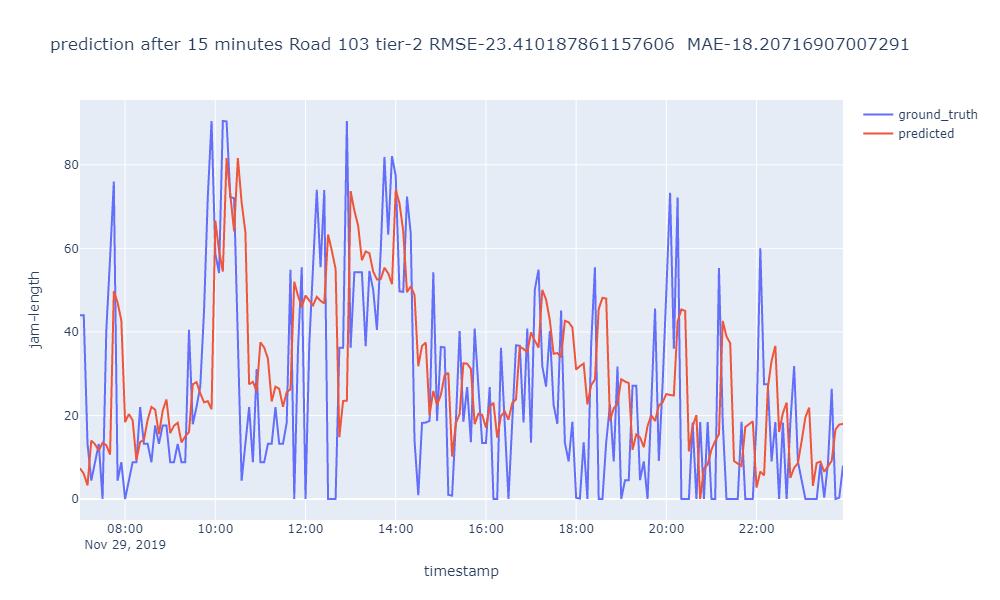 prediction after 15 minutes Road 103 tier-2 RMSE-23.410187861157606 MAE-18.20716907007291
ground_truth
predicted
jam-length
80
60
40
20
0
08:00 10:00 12:00 14:00 16:00 18:00 20:00 22:00
Nov 29, 2019
timestamp